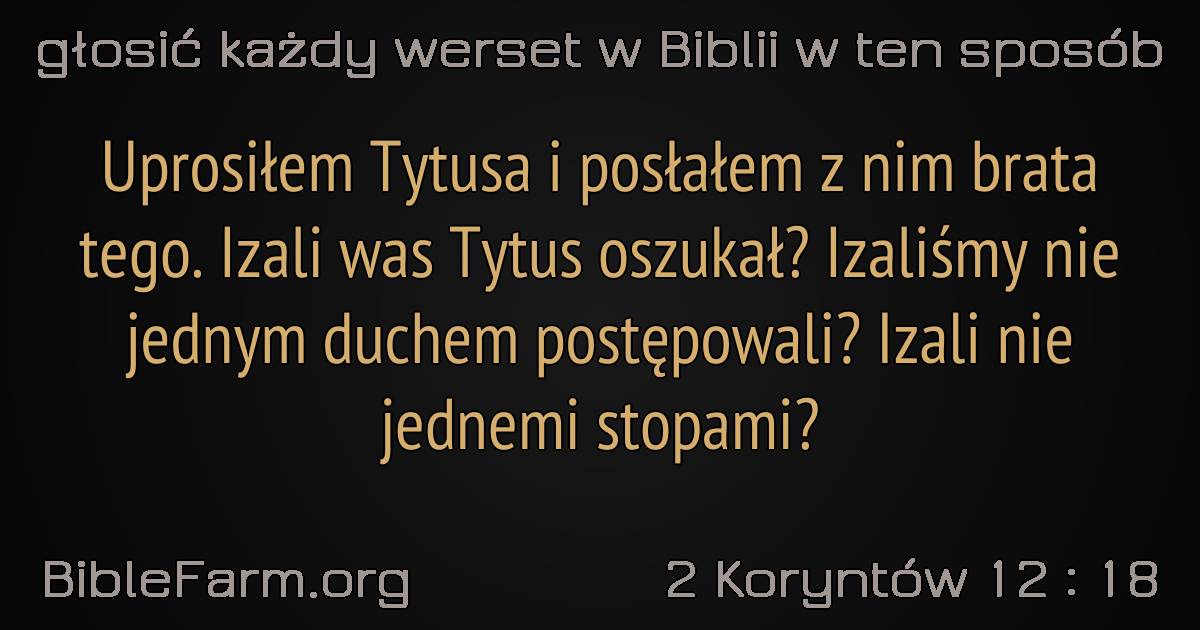 głosić każdy werset w Biblii w ten sposób
Uprosiłem Tytusa i posłałem z nim brata
tego. Izali was Tytus oszukał? Izaliśmy nie
jednym duchem postępowali? Izali nie
jednemi stopami?
BibleFarm.org
2 Koryntów 12 : 18